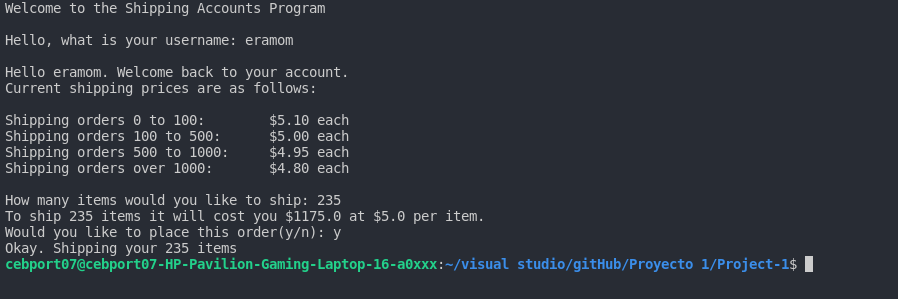 Welcome to the Shipping Accounts Program
Hello, what is your username: eramom
Hello eramom. Welcome back to your account.
Current shipping prices are as follows:
Shipping orders 0 to 100:        $5.10 each
Shipping orders 100 to 500:      $5.00 each
Shipping orders 500 to 1000:     $4.95 each
Shipping orders over 1000:       $4.80 each
How many items would you like to ship: 235
To ship 235 items it will cost you $1175.0 at $5.0 per item.
Would you like to place this order(y/n): y
Okay. Shipping your 235 items
cebport07@cebport07-HP-Pavilion-Gaming-Laptop-16-a0xxx:~/visual studio/gitHub/Proyecto 1/Project-1$